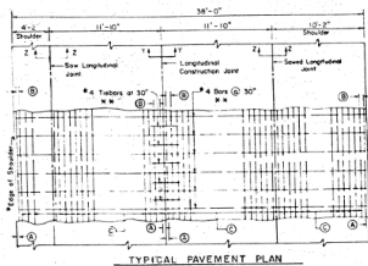 38'-0"
4'-2" 11'-10" 11'-10" 10'-2"
Shoulder Shoulder
Z Z Y Y Z Z
Saw Longitudinal Joint
Longitudinal Construction Joint
Sawed Longitudinal Joint
#4 Tiebars at 30"
**
#4 Bars @ 30"
**
B B B B
*Edge of Shoulder
A C A A C A
TYPICAL PAVEMENT PLAN